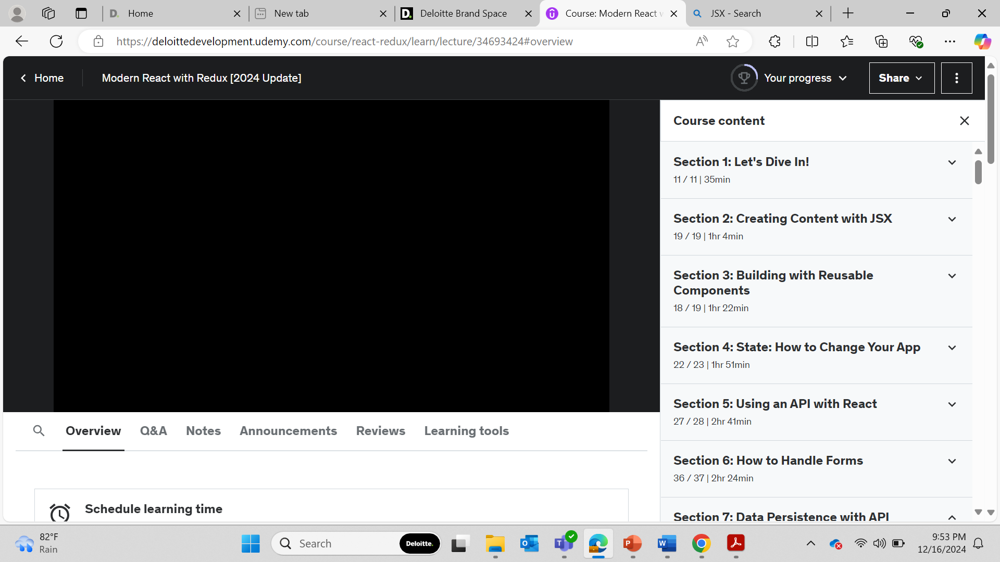 Home
New tab
Deloitte Brand Space
Course: Modern React w
JSX - Search
https://deloittedevelopment.udemy.com/course/react-redux/learn/lecture/34693424#overview
Home
Modern React with Redux [2024 Update]
Your progress
Share
Course content
Section 1: Let's Dive In!
11 / 11 | 35min
Section 2: Creating Content with JSX
19 / 19 | 1hr 4min
Section 3: Building with Reusable
Components
18 / 19 | 1hr 22min
Section 4: State: How to Change Your App
22 / 23 | 1hr 51min
Section 5: Using an API with React
27 / 28 | 2hr 41min
Section 6: How to Handle Forms
36 / 37 | 2hr 24min
Section 7: Data Persistence with API
Overview
Q&A
Notes
Announcements
Reviews
Learning tools
Schedule learning time
82°F
Rain
Search
Deloitte.
9:53 PM
12/16/2024